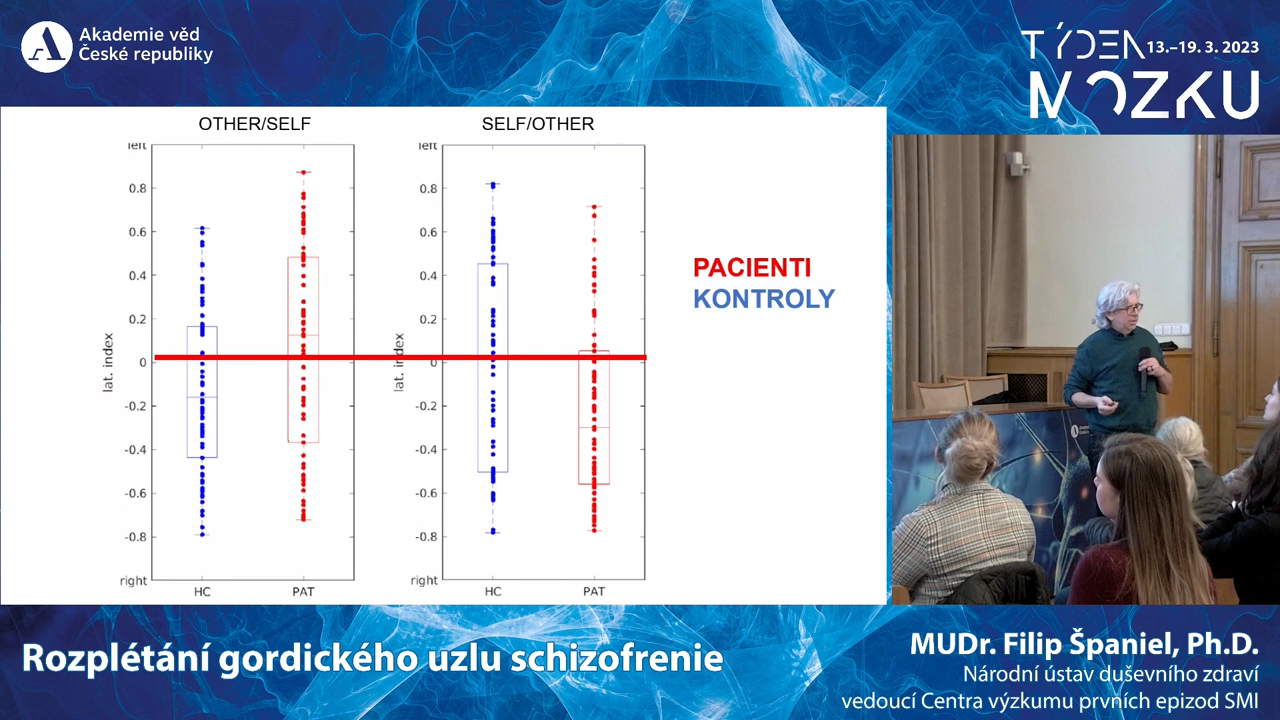 Akademie věd
České republiky
TÝDEN 13.–19. 3. 2023
MOZKU
OTHER/SELF
SELF/OTHER
left
0.8
0.6
0.4
0.2
0
-0.2
-0.4
-0.6
-0.8
right
lat. index
HC
PAT
left
0.8
0.6
0.4
0.2
0
-0.2
-0.4
-0.6
-0.8
right
lat. index
HC
PAT
PACIENTI
KONTROLY
Rozplétání gordického uzlu schizofrenie
MUDr. Filip Španiel, Ph.D.
Národní ústav duševního zdraví
vedoucí Centra výzkumu prvních epizod SMI